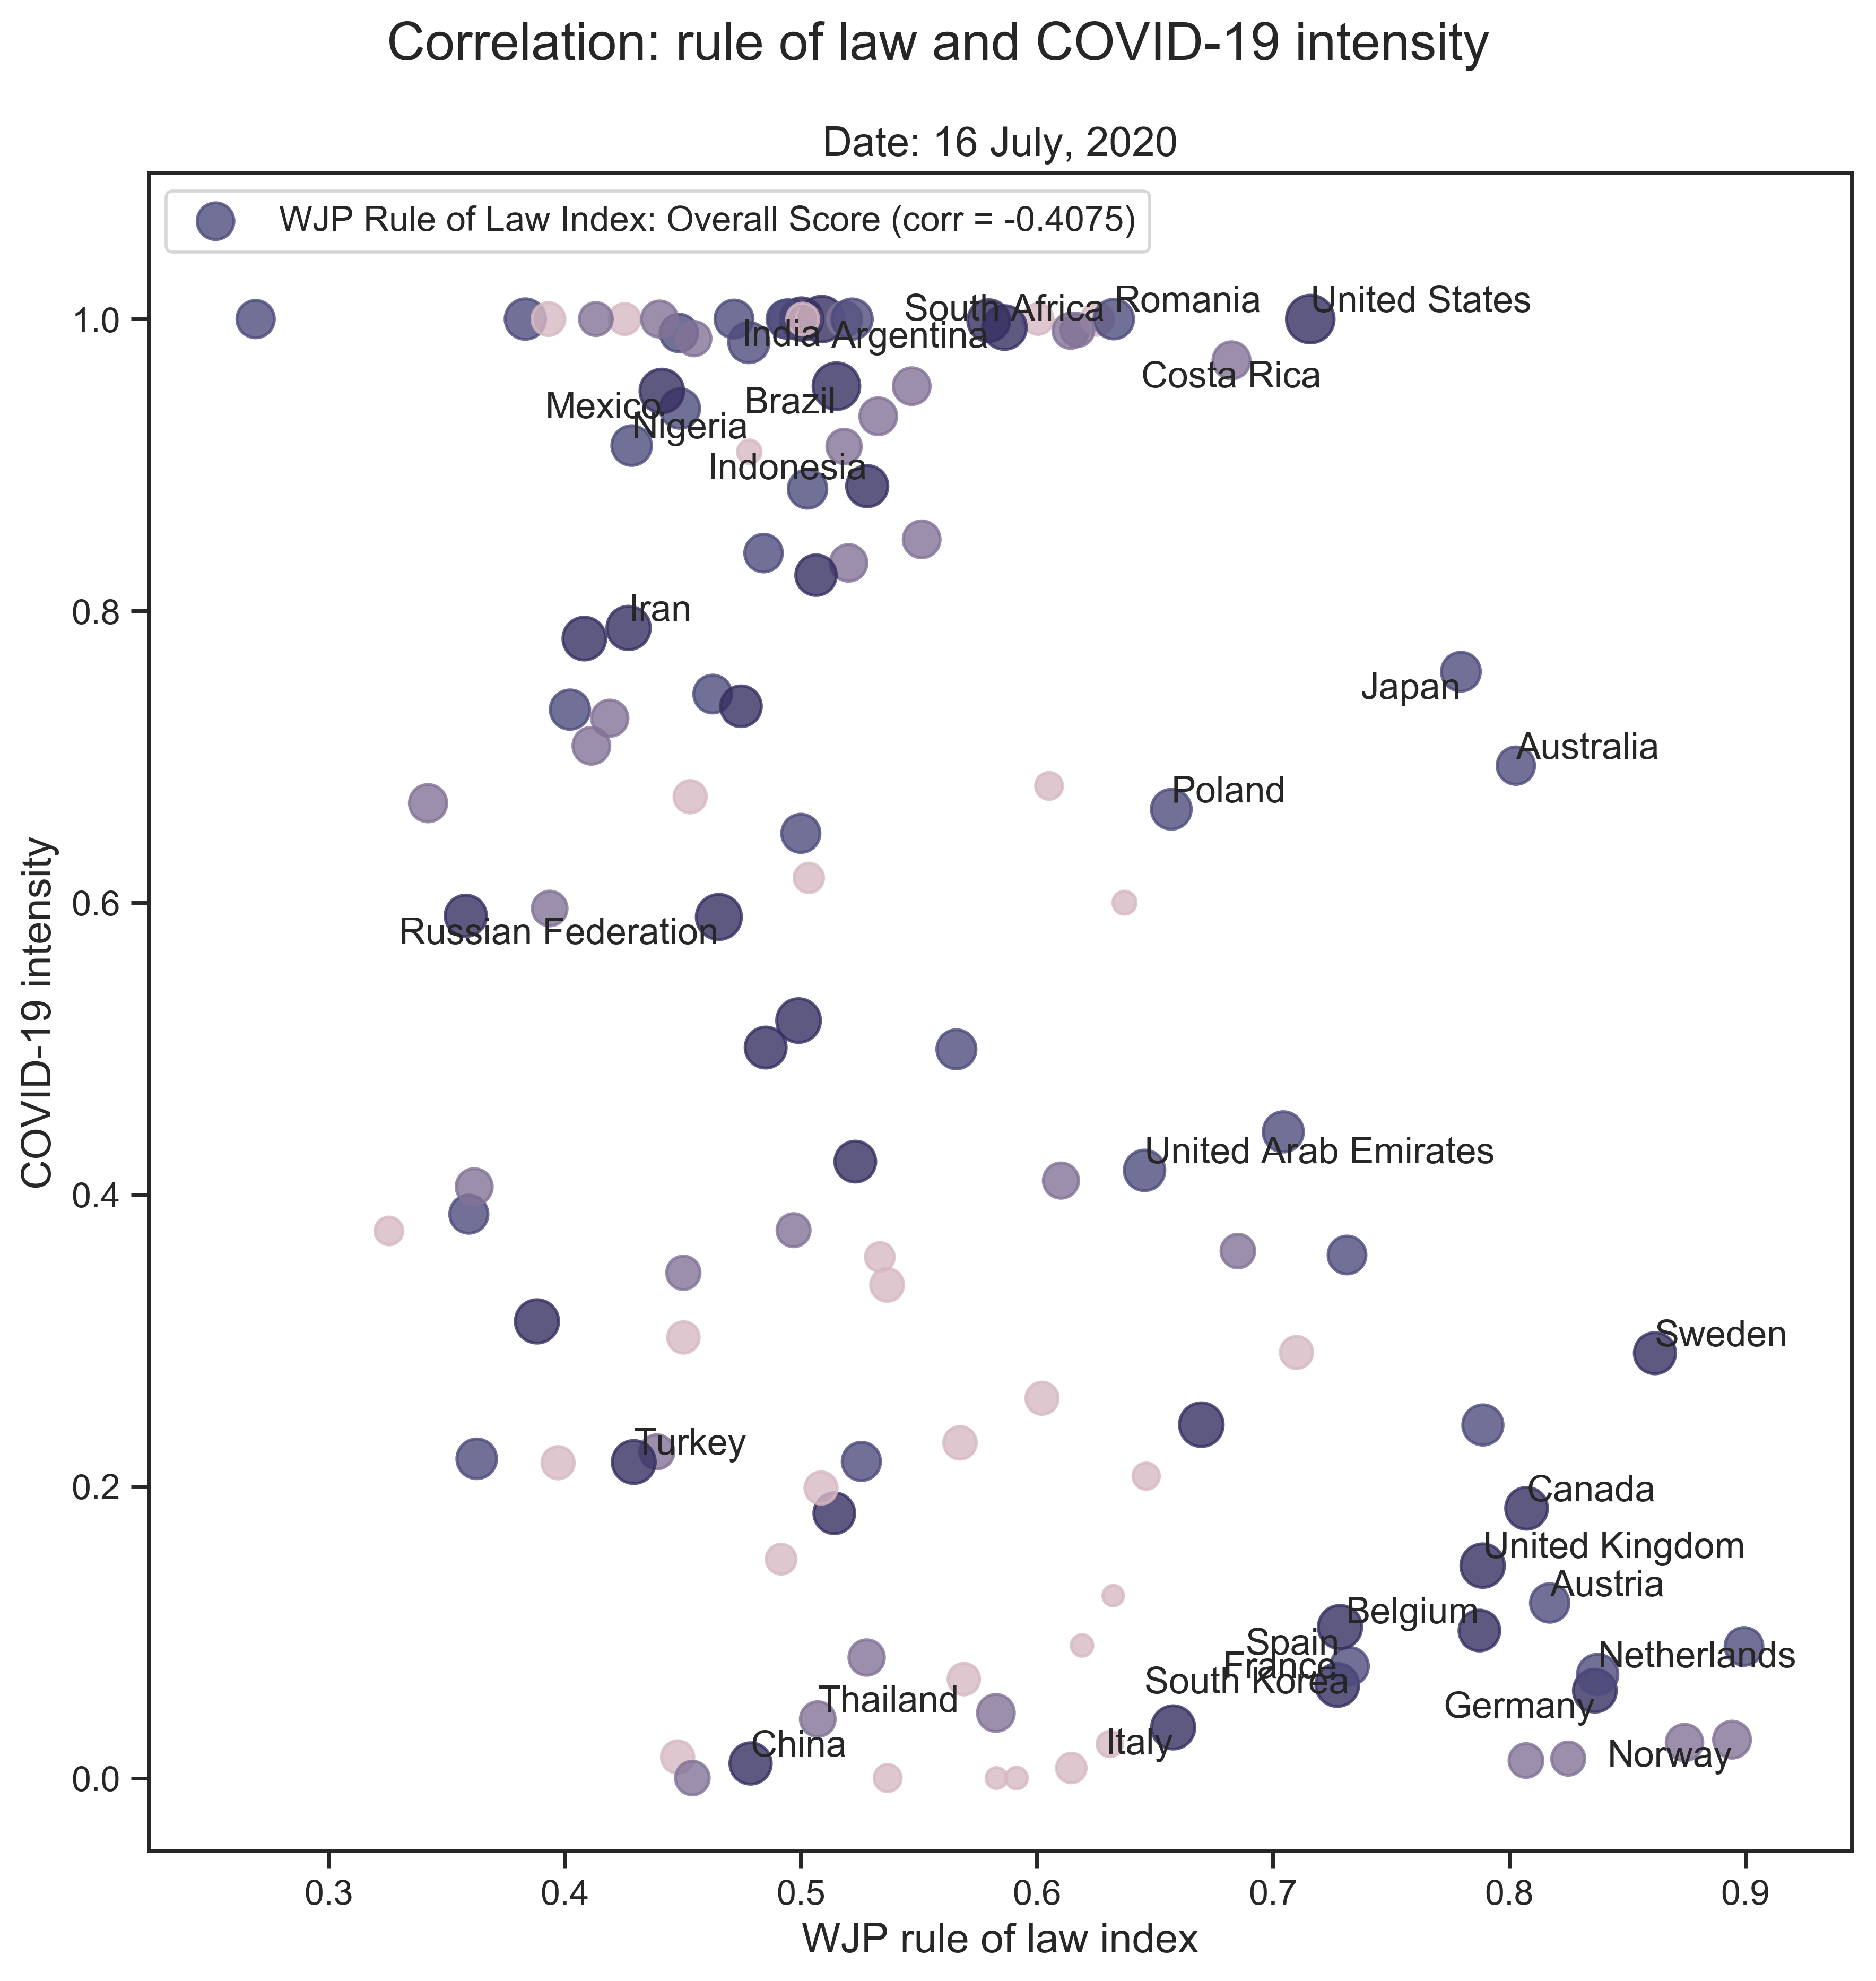 Correlation: rule of law and COVID-19 intensity
Date: 16 July, 2020
WJP Rule of Law Index: Overall Score (corr = -0.4075)
COVID-19 intensity
1.0
0.8
0.6
0.4
0.2
0.0
South Africa
Romania
United States
India
Argentina
Costa Rica
Mexico
Brazil
Nigeria
Indonesia
Iran
Japan
Australia
Poland
Russian Federation
United Arab Emirates
Sweden
Turkey
Canada
United Kingdom
Austria
Belgium
Spain
France
Netherlands
South Korea
Thailand
Germany
China
Italy
Norway
0.3
0.4
0.5
0.6
0.7
0.8
0.9
WJP rule of law index